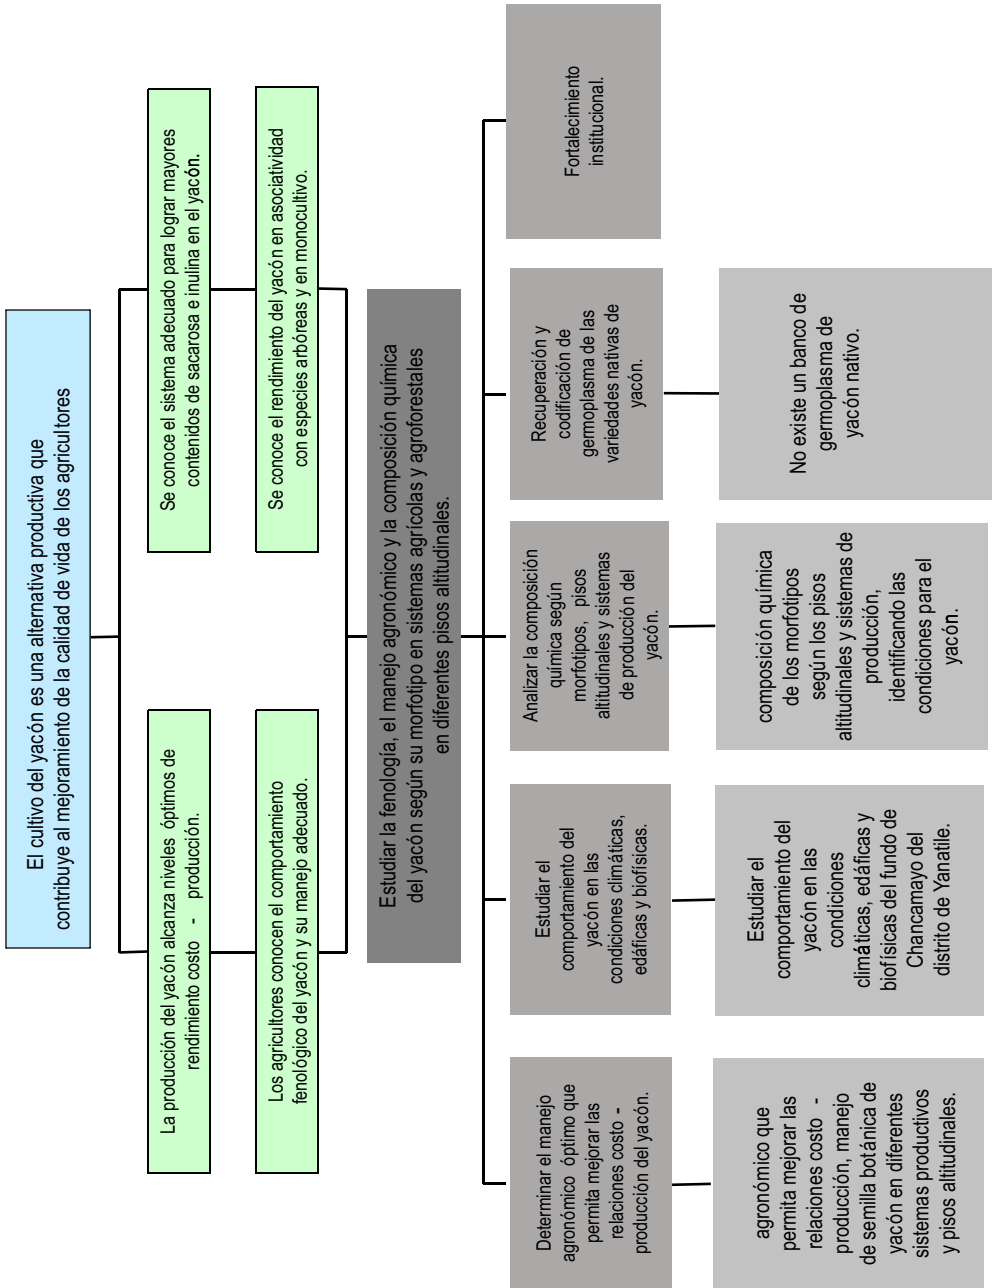 El cultivo del yacón es una alternativa productiva que
contribuye al mejoramiento de la calidad de vida de los agricultores
La producción del yacón alcanza niveles óptimos de
rendimiento costo - producción.
Se conoce el sistema adecuado para lograr mayores
contenidos de sacarosa e inulina en el yacón.
Los agricultores conocen el comportamiento
fenológico del yacón y su manejo adecuado.
Se conoce el rendimiento del yacón en asociatividad
con especies arbóreas y en monocultivo.
Estudiar la fenología, el manejo agronómico y la composición química
del yacón según su morfotipo en sistemas agrícolas y agroforestales
en diferentes pisos altitudinales.
Determinar el manejo
agronómico óptimo que
permita mejorar las
relaciones costo -
producción del yacón.
Estudiar el
comportamiento del
yacón en las
condiciones climáticas,
edáficas y biofísicas.
Analizar la composición
química según
morfotipos, pisos
altitudinales y sistemas
de producción del
yacón.
Recuperación y
codificación de
germoplasma de las
variedades nativas de
yacón.
Fortalecimiento
institucional.
agronómico que
permita mejorar las
relaciones costo -
producción, manejo
de semilla botánica de
yacón en diferentes
sistemas productivos
y pisos altitudinales.
Estudiar el
comportamiento del
yacón en las
condiciones
climáticas, edáficas y
biofísicas del fundo de
Chancamayo del
distrito de Yanatile.
composición química
de los morfotipos
según los pisos
altitudinales y sistemas de
producción,
identificando las
condiciones para el
yacón.
No existe un banco de
germoplasma de
yacón nativo.